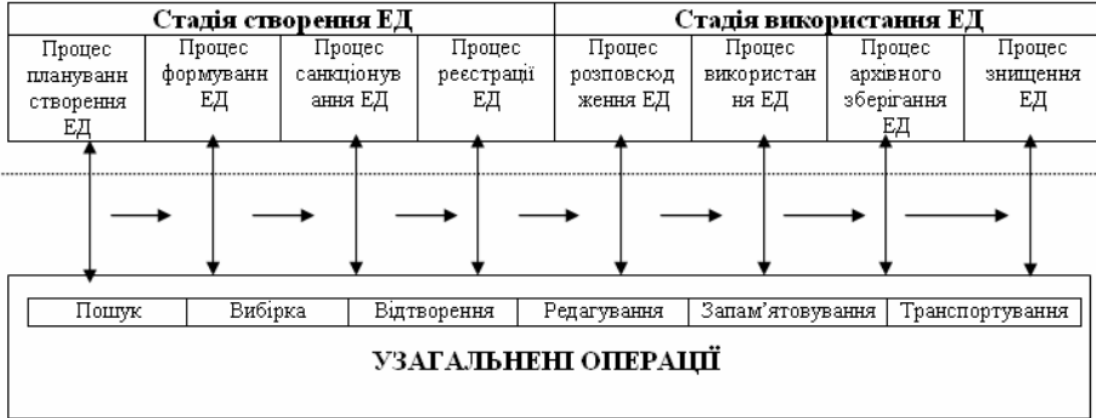 Стадія створення ЕД
Стадія використання ЕД
Процес
плануванн
створення
ЕД
Процес
формуванн
ЕД
Процес
санкціонув
ання ЕД
Процес
реєстрації
ЕД
Процес
розповсюд
ження ЕД
Процес
використан
ня ЕД
Процес
архівного
зберігання
ЕД
Процес
знищення
ЕД
Пошук
Вибірка
Відтворення
Редагування
Запам’ятовування
Транспортування
УЗАГАЛЬНЕНІ ОПЕРАЦІЇ